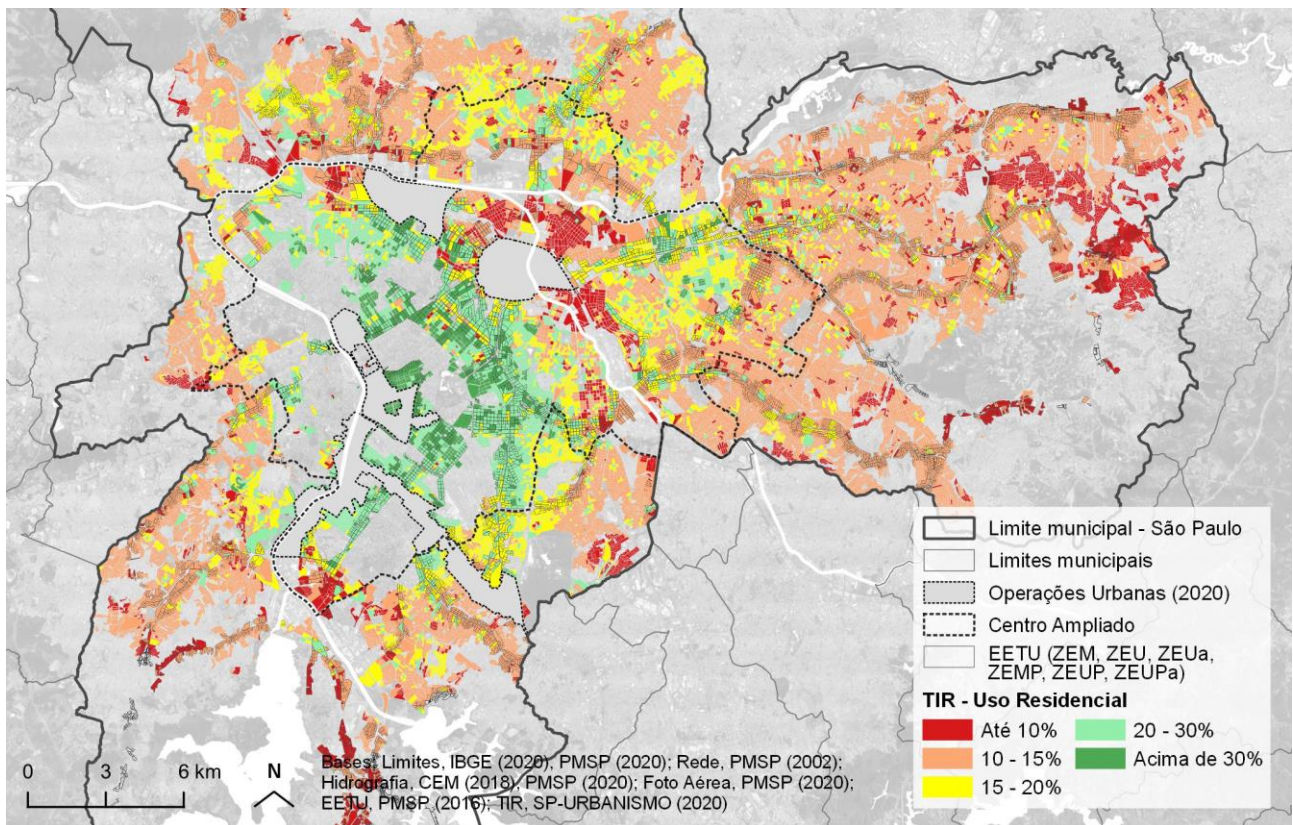 Limite municipal - São Paulo
Limites municipais
Operações Urbanas (2020)
Centro Ampliado
EETU (ZEM, ZEU, ZEUa,
ZEMP, ZEUP, ZEUPa)
TIR - Uso Residencial
Até 10%
20 - 30%
10 - 15%
Acima de 30%
15 - 20%
0 3 6 km
N
Bases: Limites, IBGE (2020), PMSP (2020); Rede, PMSP (2002);
Hidrografia, CEM (2018), PMSP (2020); Foto Aérea, PMSP (2020);
EETU, PMSP (2016); TIR, SP-URBANISMO (2020)